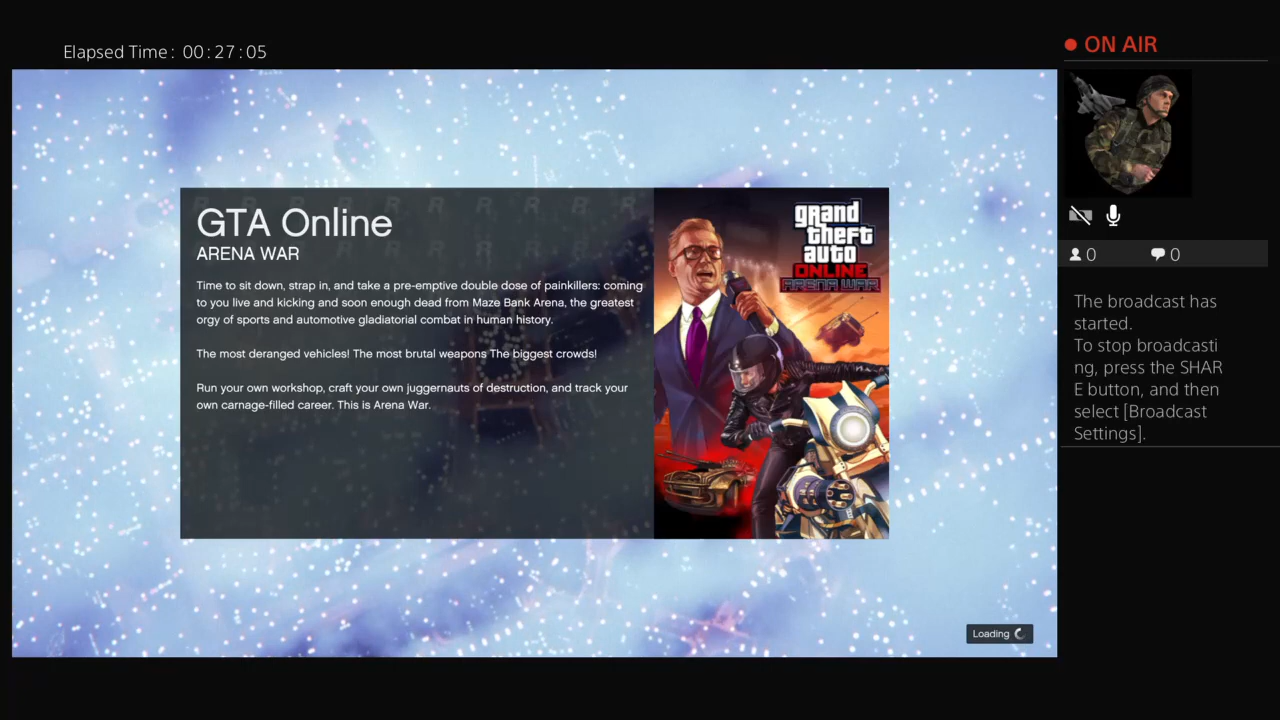 Elapsed Time: 00:27:05
ON AIR
GTA Online
ARENA WAR
Time to sit down, strap in, and take a pre-emptive double dose of painkillers: coming
to you live and kicking and soon enough dead from Maze Bank Arena, the greatest
orgy of sports and automotive gladiatorial combat in human history.
The most deranged vehicles! The most brutal weapons The biggest crowds!
Run your own workshop, craft your own juggernauts of destruction, and track your
own carnage-filled career. This is Arena War.
grand
theft
auto
ONLINE
ARENA WAR
Loading
0
0
The broadcast has
started.
To stop broadcasti
ng, press the SHAR
E button, and then
select [Broadcast
Settings].